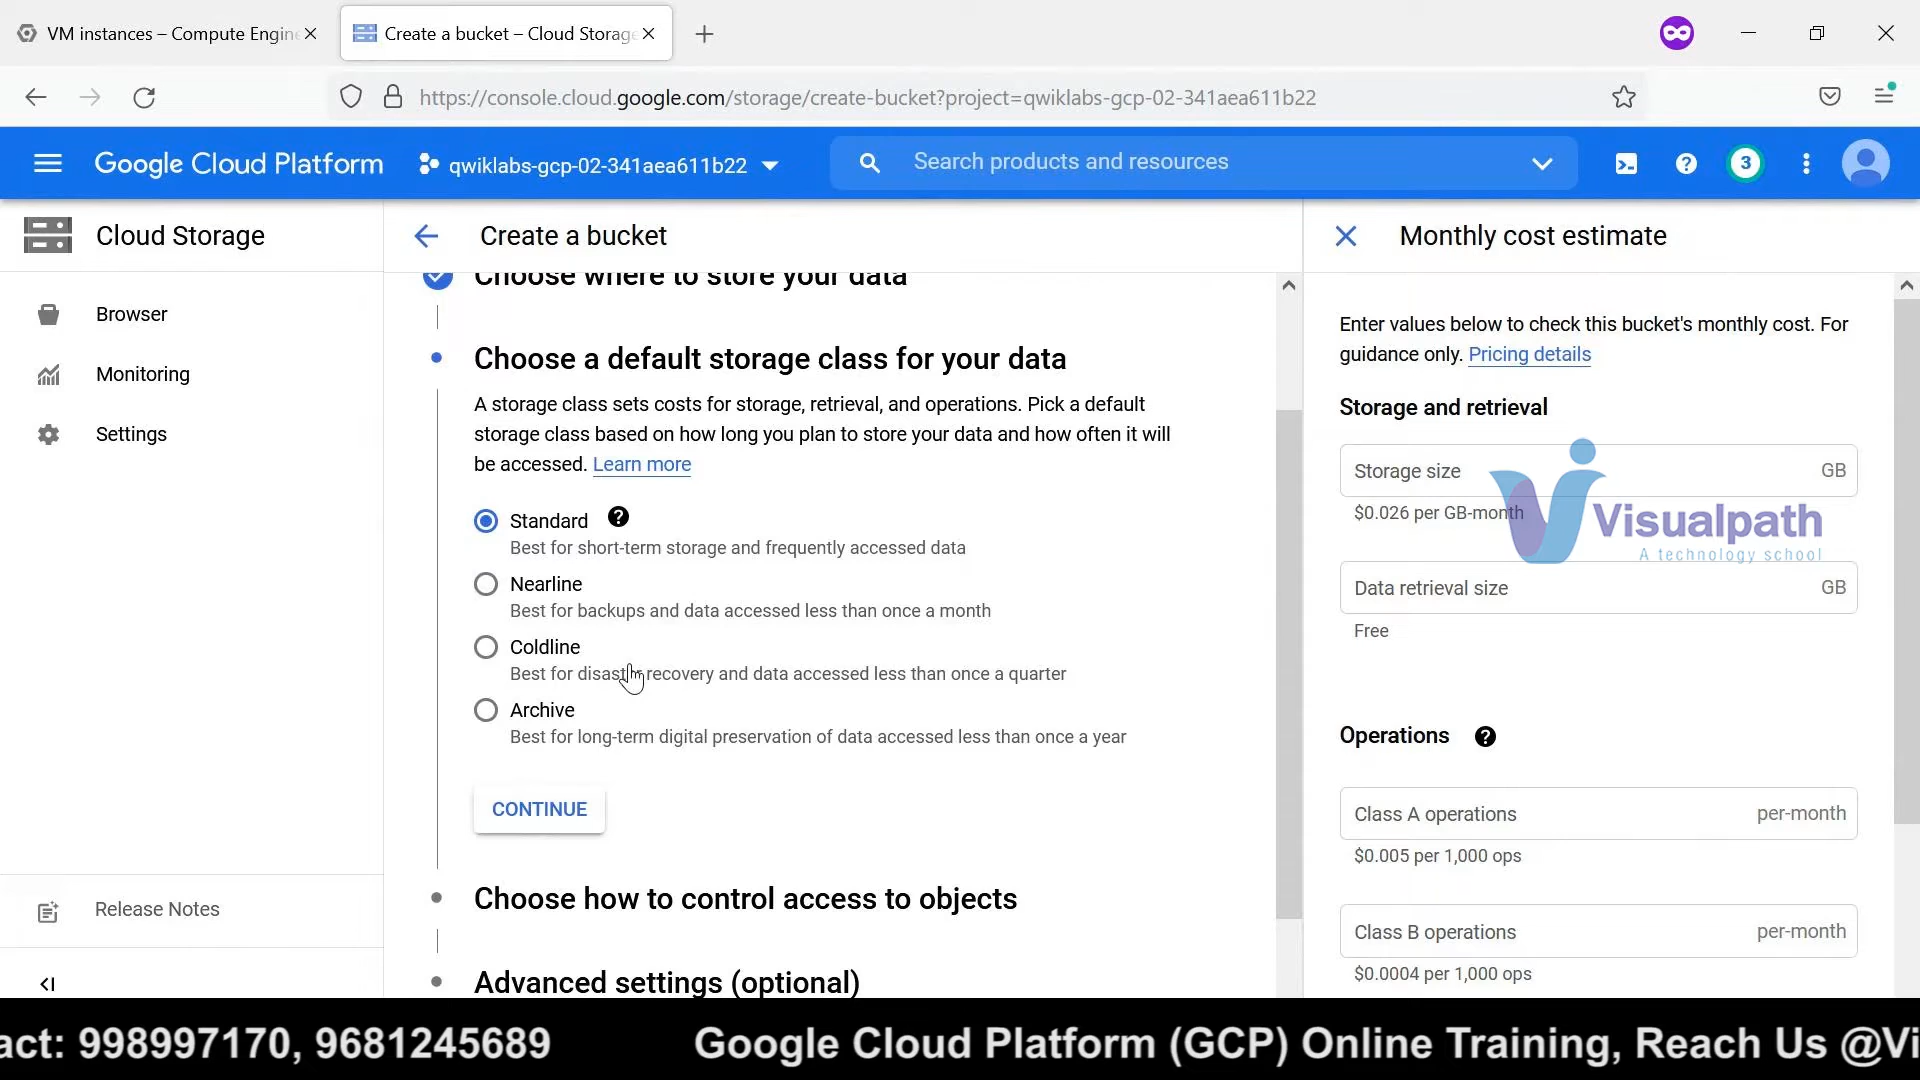 VM instances – Compute Engine
Create a bucket – Cloud Storage
https://console.cloud.google.com/storage/create-bucket?project=qwiklabs-gcp-02-341aea611b22
Google Cloud Platform
qwiklabs-gcp-02-341aea611b22
Search products and resources
3
Cloud Storage
Browser
Monitoring
Settings
Release Notes
Create a bucket
Choose where to store your data
Choose a default storage class for your data
A storage class sets costs for storage, retrieval, and operations. Pick a default
storage class based on how long you plan to store your data and how often it will
be accessed. Learn more
Standard
Best for short-term storage and frequently accessed data
Nearline
Best for backups and data accessed less than once a month
Coldline
Best for disaster recovery and data accessed less than once a quarter
Archive
Best for long-term digital preservation of data accessed less than once a year
CONTINUE
Choose how to control access to objects
Advanced settings (optional)
Monthly cost estimate
Enter values below to check this bucket's monthly cost. For
guidance only. Pricing details
Storage and retrieval
Storage size GB
$0.026 per GB-month
Visualpath
A technology school
Data retrieval size GB
Free
Operations
Class A operations per-month
$0.005 per 1,000 ops
Class B operations per-month
$0.0004 per 1,000 ops
act: 998997170, 9681245689 Google Cloud Platform (GCP) Online Training, Reach Us @Vi